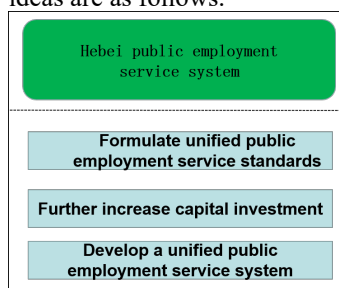 ideas are as follows.
Hebei public employment
service system
Formulate unified public
employment service standards
Further increase capital investment
Develop a unified public
employment service system